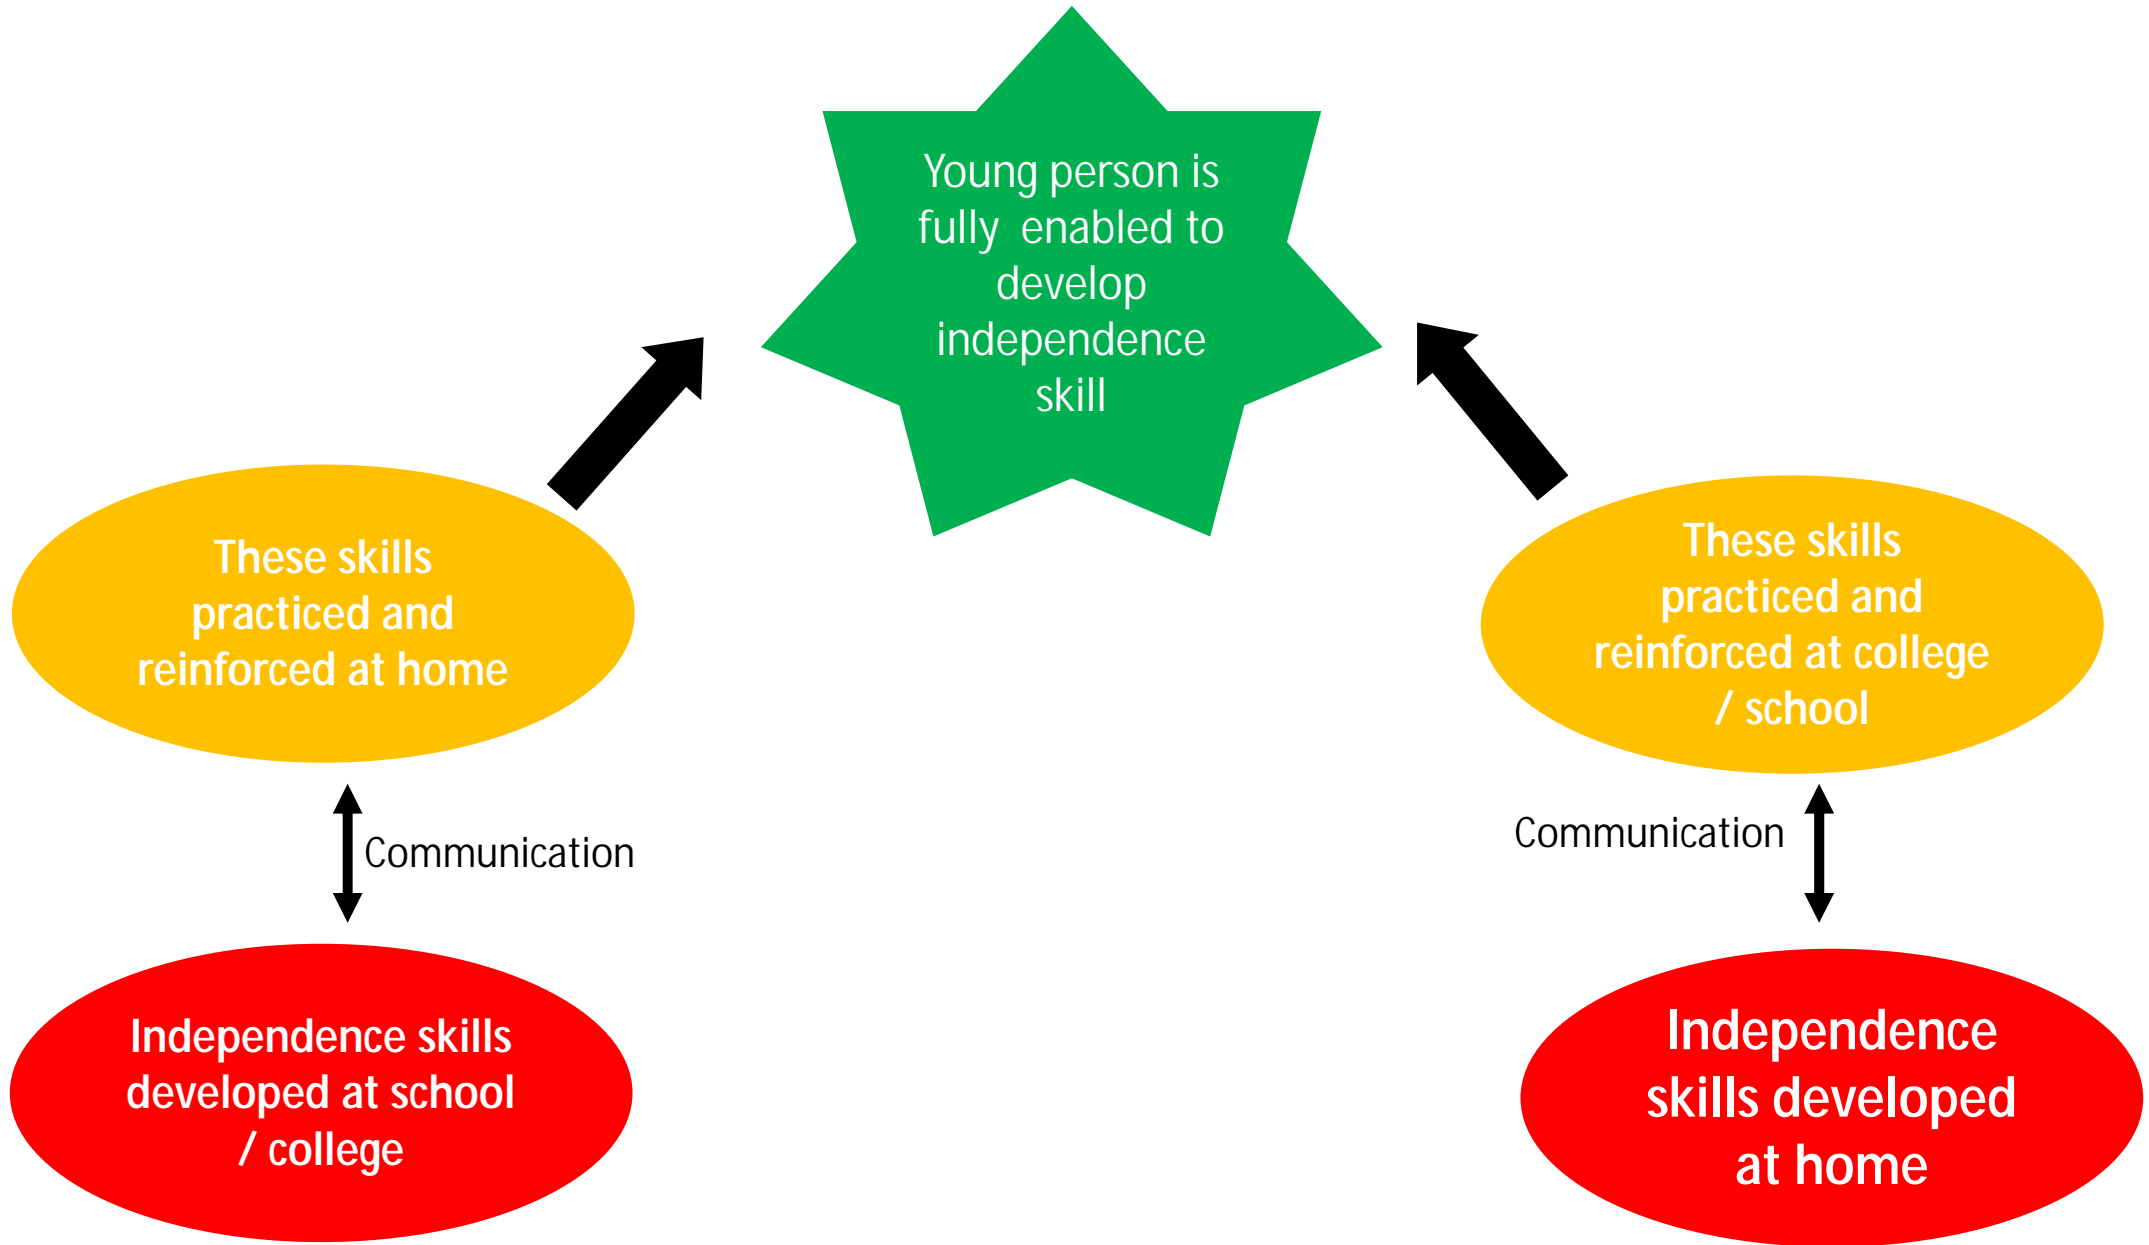 Young person is
fully enabled to
develop
independence
skill
These skills
practiced and
reinforced at home
These skills
practiced and
reinforced at college
/ school
Communication
Communication
Independence skills
developed at school
/ college
Independence
skills developed
at home